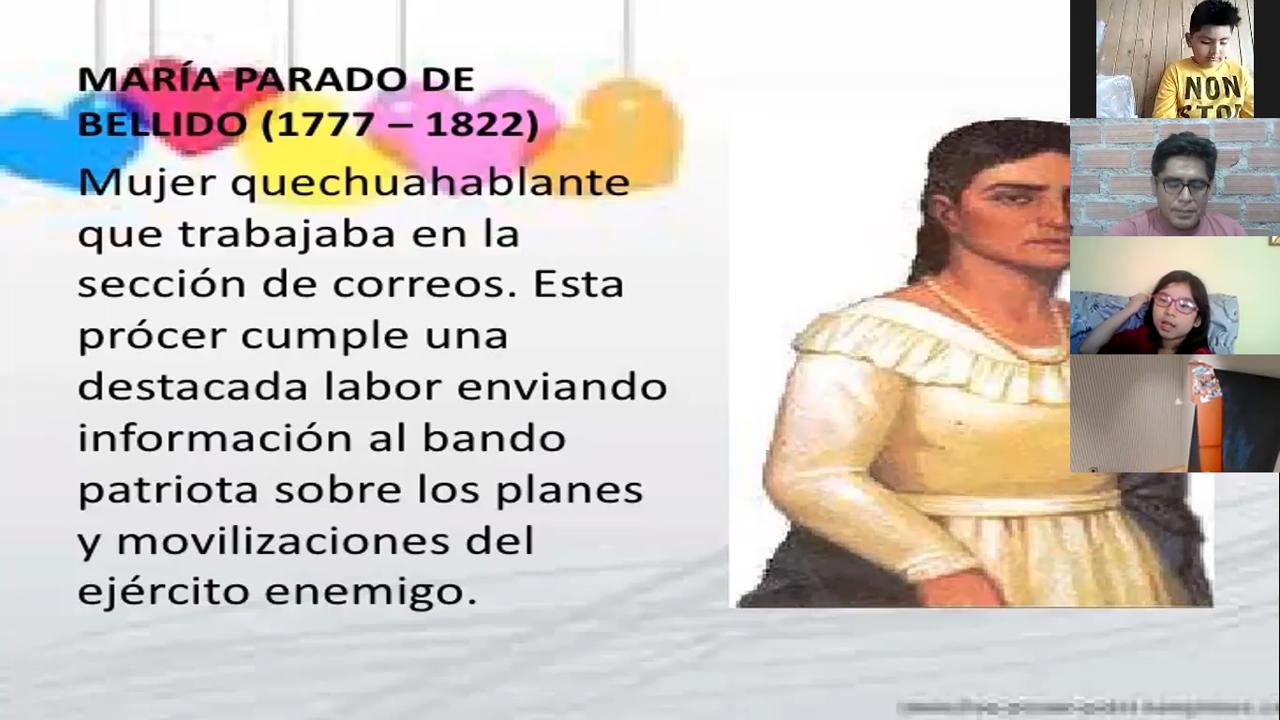 MARÍA PARADO DE
BELLIDO (1777 – 1822)
Mujer quechuahablante
que trabajaba en la
sección de correos. Esta
prócer cumple una
destacada labor enviando
información al bando
patriota sobre los planes
y movilizaciones del
ejército enemigo.
NON